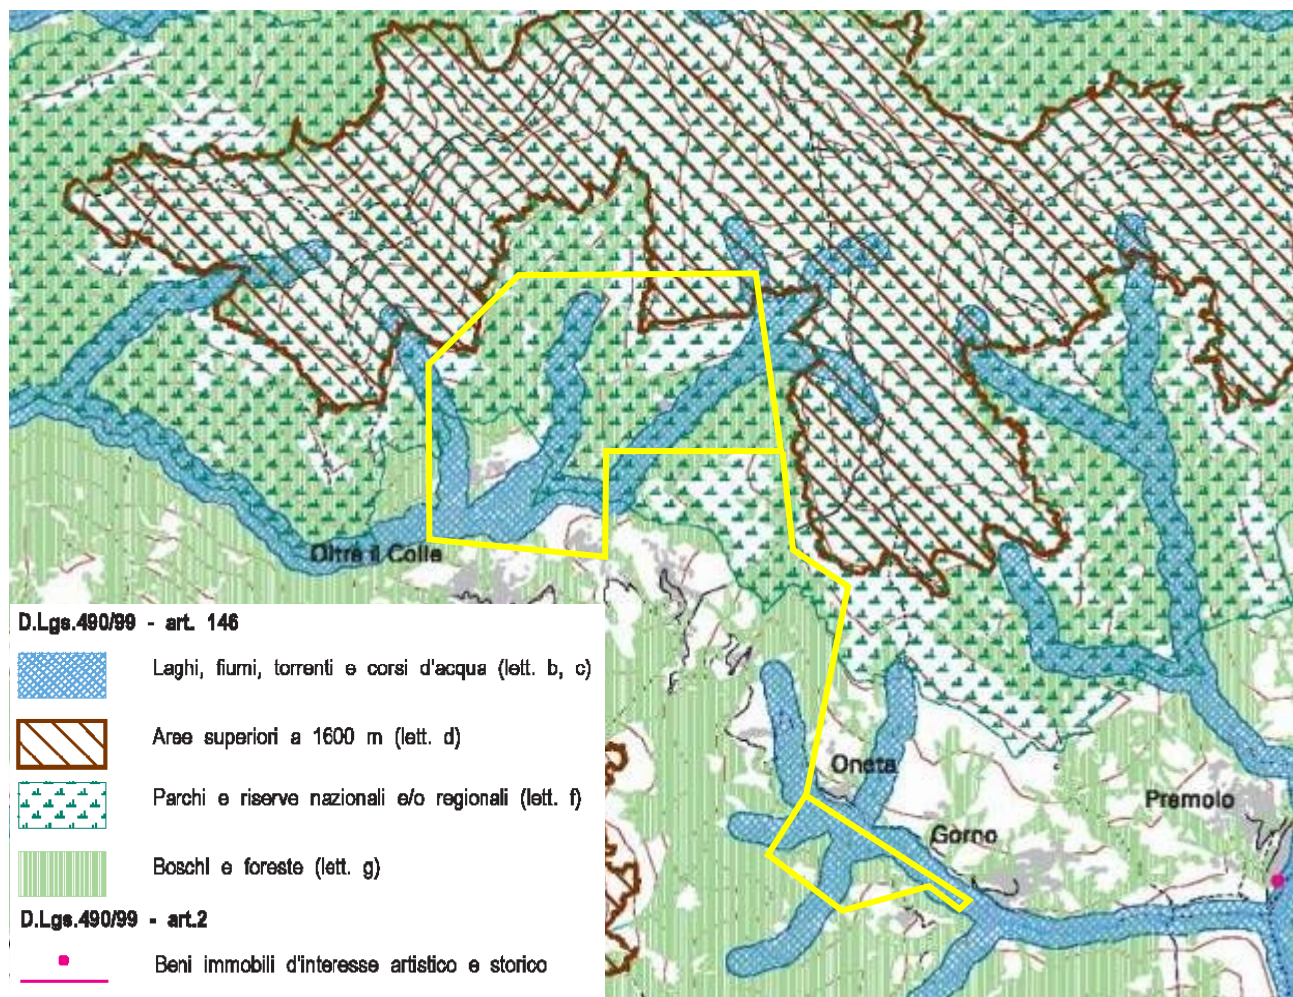 Oltre il Colle
D.Lgs.490/99 - art. 146
Laghi, fiumi, torrenti e corsi d'acqua (lett. b, c)
Aree superiori a 1600 m (lett. d)
Parchi e riserve nazionali e/o regionali (lett. f)
Boschi e foreste (lett. g)
D.Lgs.490/99 - art.2
Beni immobili d'interesse artistico e storico
Oneta
Premolo
Gorno